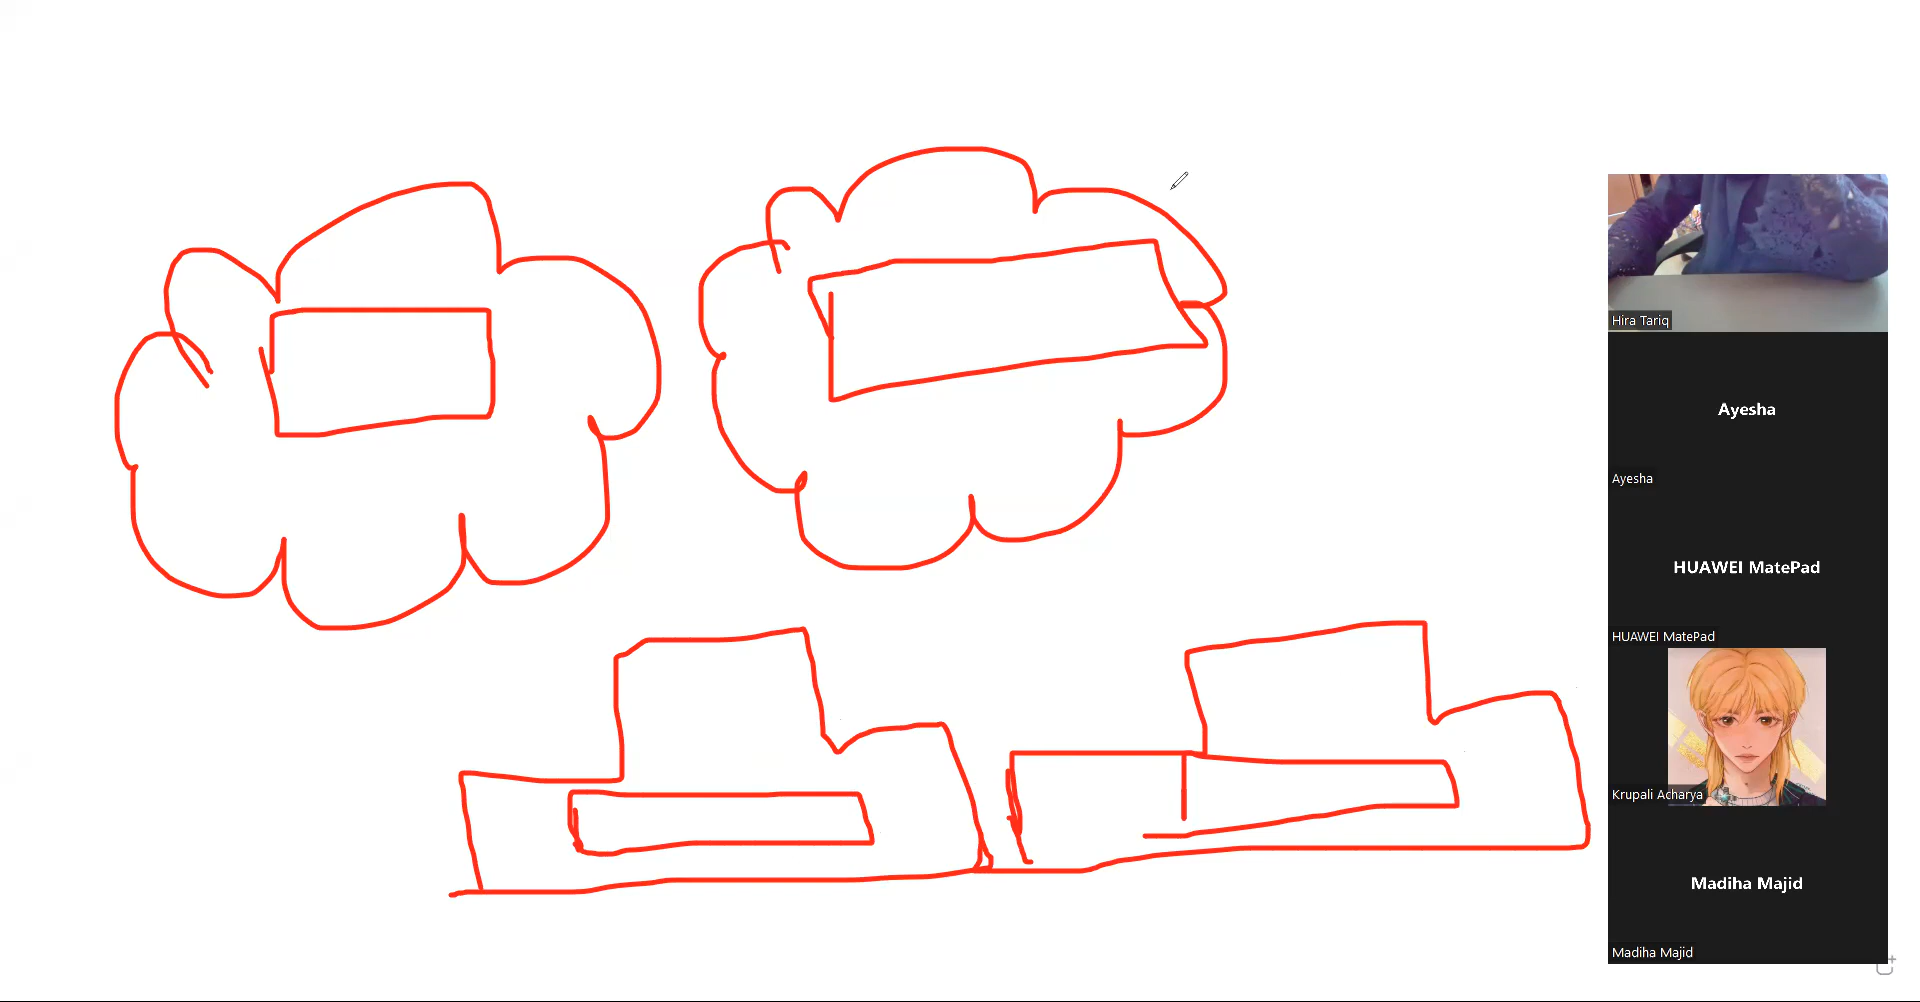 Hira Tariq
Ayesha
Ayesha
HUAWEI MatePad
HUAWEI MatePad
Krupali Acharya
Madiha Majid
Madiha Majid